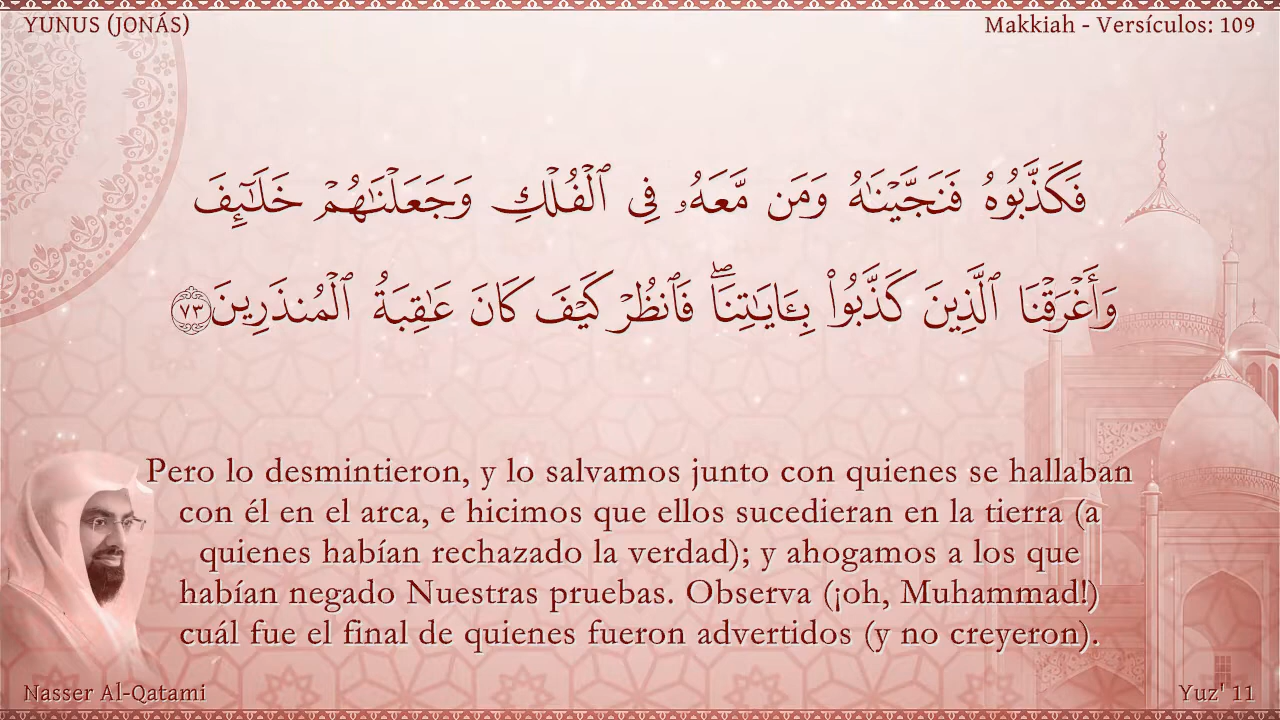 YUNUS (JONÁS)
Makkiah - Versículos: 109
فَكَذَّبُوهُ فَنَجَّيْنَٰهُ وَمَن مَّعَهُۥ فِى ٱلْفُلْكِ وَجَعَلْنَٰهُمْ خَلَٰٓئِفَ
وَأَغْرَقْنَا ٱلَّذِينَ كَذَّبُوا۟ بِـَٔايَٰتِنَا ۖ فَٱنظُرْ كَيْفَ كَانَ عَٰقِبَةُ ٱلْمُنذَرِينَ ٧٣
Pero lo desmintieron, y lo salvamos junto con quienes se hallaban
con él en el arca, e hicimos que ellos sucedieran en la tierra (a
quienes habían rechazado la verdad); y ahogamos a los que
habían negado Nuestras pruebas. Observa (¡oh, Muhammad!)
cuál fue el final de quienes fueron advertidos (y no creyeron).
Nasser Al-Qatami
Yuz' 11